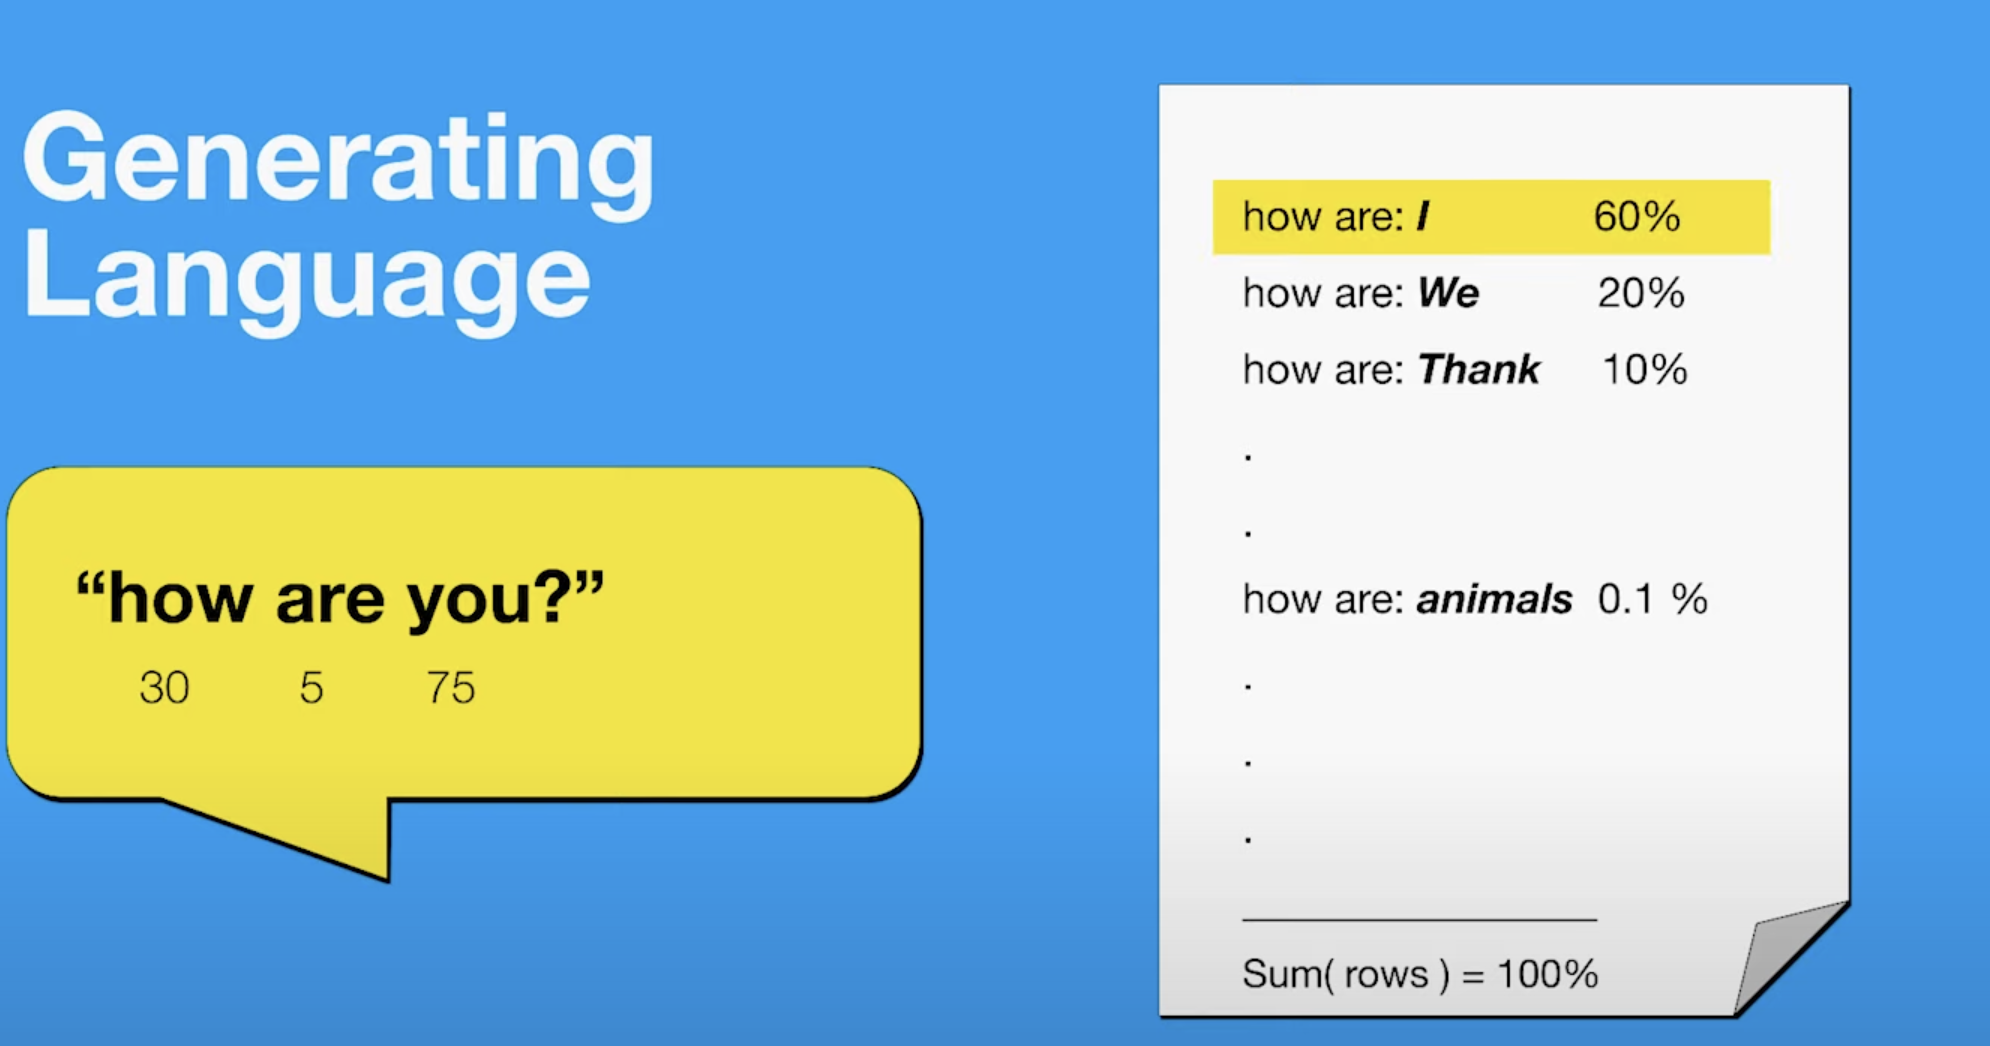 Generating
Language
“how are you?”
30 5 75
how are: I 60%
how are: We 20%
how are: Thank 10%
.
.
how are: animals 0.1 %
.
.
.
Sum( rows ) = 100%